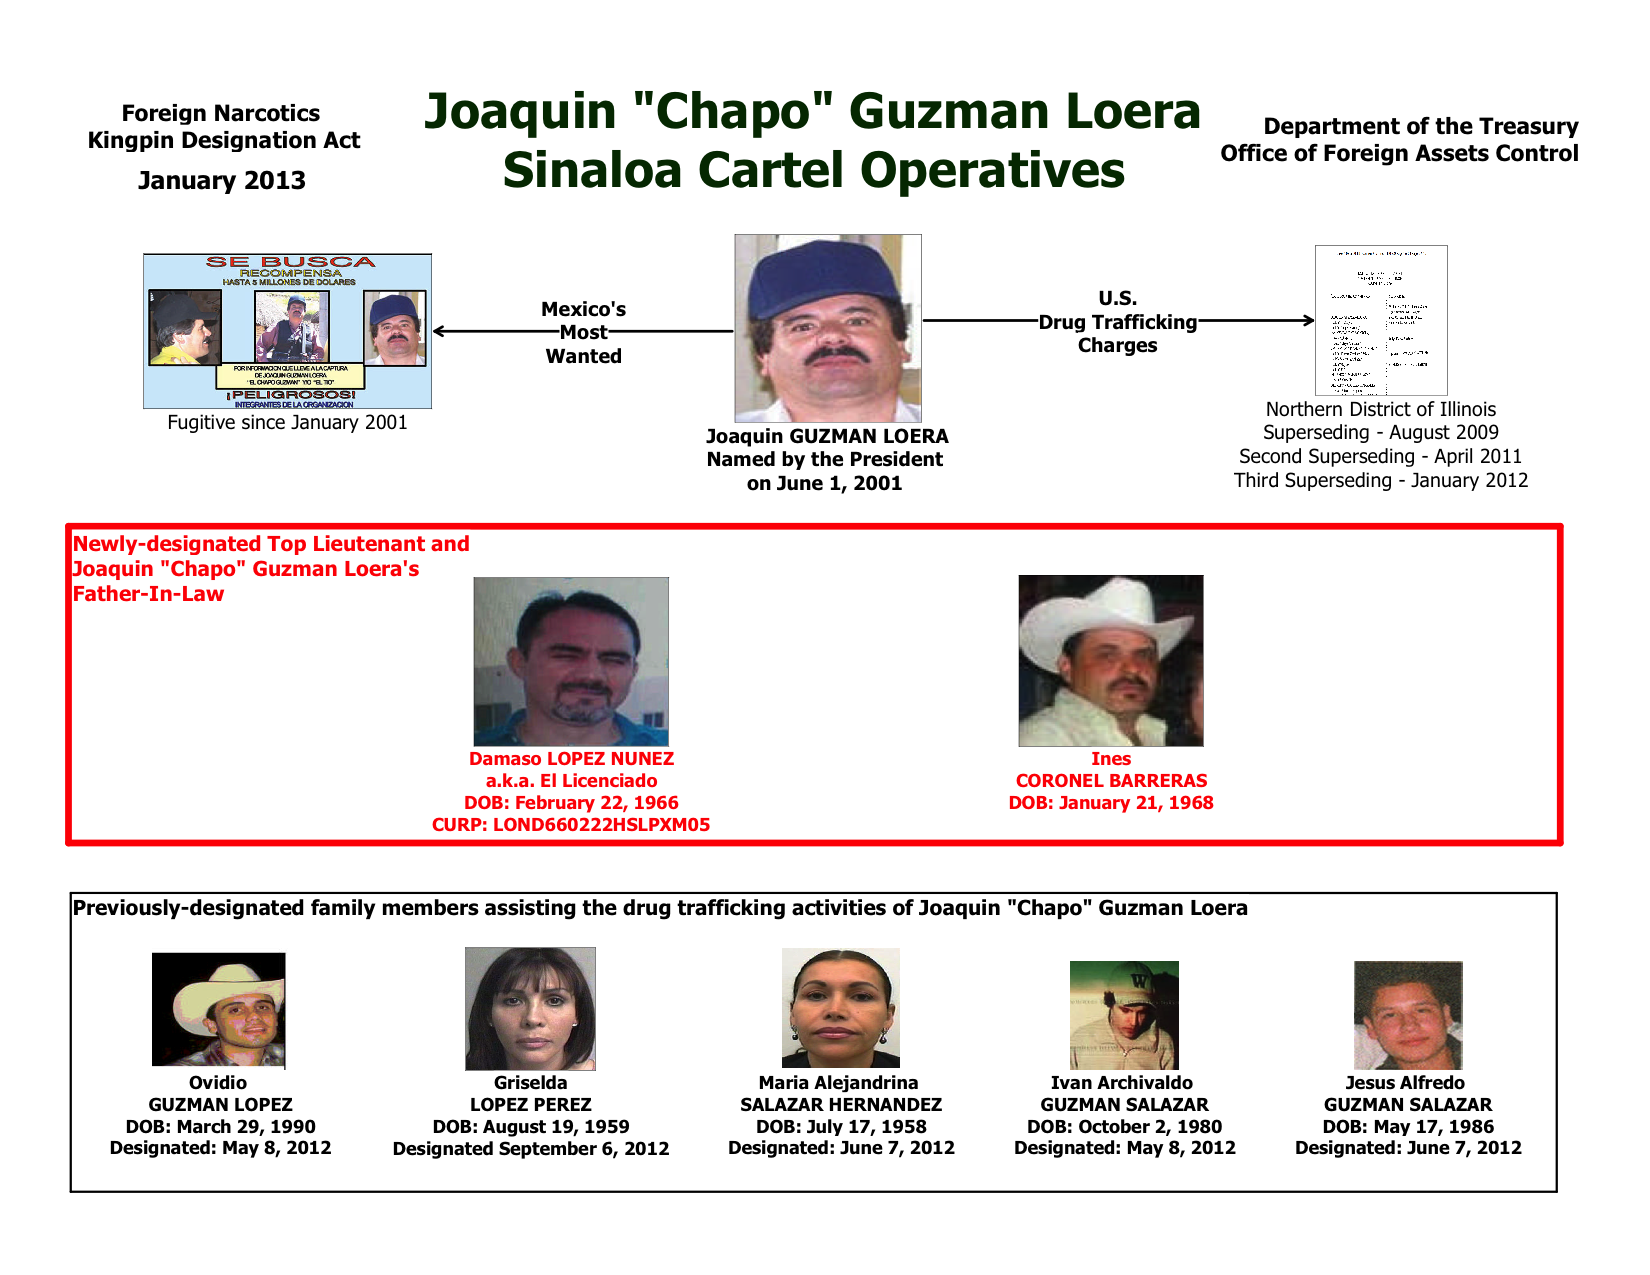 Foreign Narcotics
Kingpin Designation Act
January 2013
Joaquin "Chapo" Guzman Loera
Sinaloa Cartel Operatives
Department of the Treasury
Office of Foreign Assets Control
SE BUSCA
RECOMPENSA
HASTA 5 MILLONES DE DOLARES
POR INFORMACION QUE LLEVE A LA CAPTURA
DE JOAQUIN GUZMAN LOERA
"EL CHAPO GUZMAN" Y/O "EL TIO"
¡PELIGROSOS!
INTEGRANTES DE LA ORGANIZACION
Fugitive since January 2001
Mexico's
Most
Wanted
Joaquin GUZMAN LOERA
Named by the President
on June 1, 2001
U.S.
Drug Trafficking
Charges
Northern District of Illinois
Superseding - August 2009
Second Superseding - April 2011
Third Superseding - January 2012
Newly-designated Top Lieutenant and
Joaquin "Chapo" Guzman Loera's
Father-In-Law
Damaso LOPEZ NUNEZ
a.k.a. El Licenciado
DOB: February 22, 1966
CURP: LOND660222HSLPXM05
Ines
CORONEL BARRERAS
DOB: January 21, 1968
Previously-designated family members assisting the drug trafficking activities of Joaquin "Chapo" Guzman Loera
Ovidio
GUZMAN LOPEZ
DOB: March 29, 1990
Designated: May 8, 2012
Griselda
LOPEZ PEREZ
DOB: August 19, 1959
Designated September 6, 2012
Maria Alejandrina
SALAZAR HERNANDEZ
DOB: July 17, 1958
Designated: June 7, 2012
Ivan Archivaldo
GUZMAN SALAZAR
DOB: October 2, 1980
Designated: May 8, 2012
Jesus Alfredo
GUZMAN SALAZAR
DOB: May 17, 1986
Designated: June 7, 2012